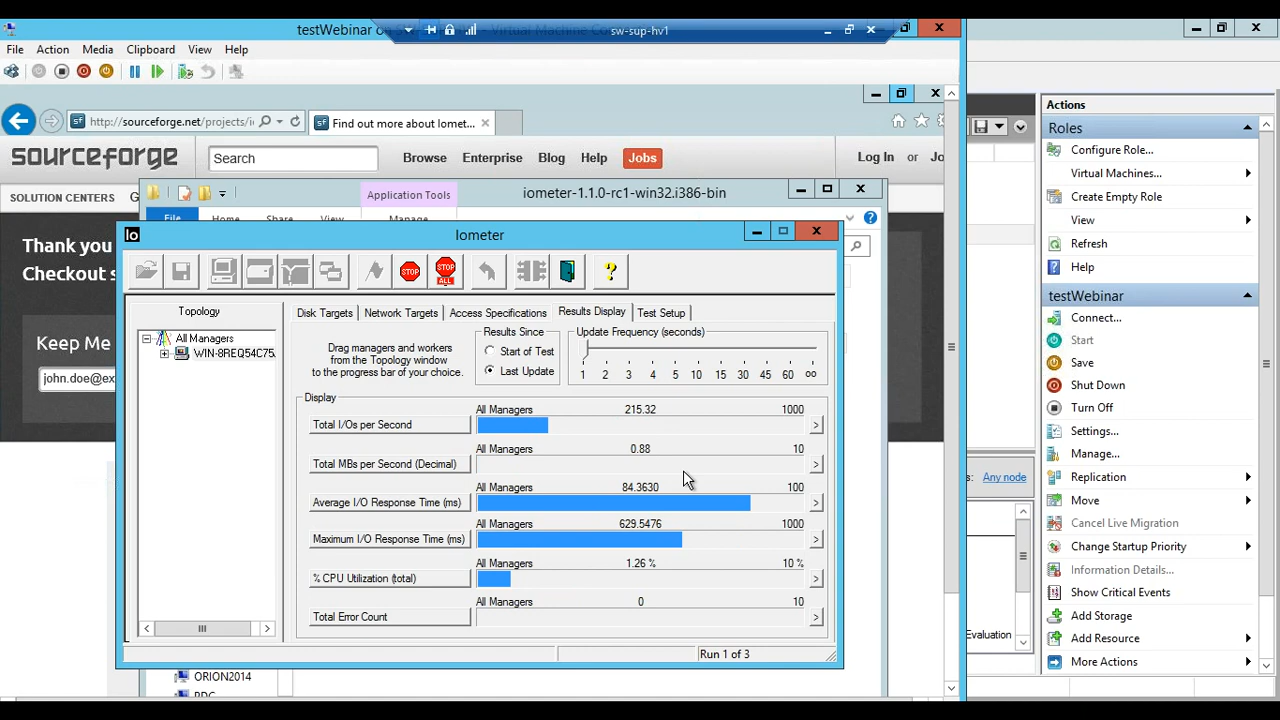 testWebinar on S
Virtual Machine Co
sw-sup-hv1
File Action Media Clipboard View Help
http://sourceforge.net/projects/i
Find out more about Iomet...
sourceforge
Search
Browse Enterprise Blog Help Jobs
Log In or Jo
SOLUTION CENTERS G
Application Tools
iometer-1.1.0-rc1-win32.i386-bin
File Home Share View Manage
Thank you
Checkout s
Keep Me
john.doe@ex
Iometer
STOP
STOP ALL
Topology
All Managers
WIN-8REQ54C75
Disk Targets
Network Targets
Access Specifications
Results Display
Test Setup
Drag managers and workers
from the Topology window
to the progress bar of your choice.
Results Since
Start of Test
Last Update
Update Frequency (seconds)
1 2 3 4 5 10 15 30 45 60 oo
Display
All Managers 215.32 1000
Total I/Os per Second
All Managers 0.88 10
Total MBs per Second (Decimal)
All Managers 84.3630 100
Average I/O Response Time (ms)
All Managers 629.5476 1000
Maximum I/O Response Time (ms)
All Managers 1.26 % 10 %
% CPU Utilization (total)
All Managers 0 10
Total Error Count
Run 1 of 3
ORION2014
PDC
Actions
Roles
Configure Role...
Virtual Machines...
Create Empty Role
View
Refresh
Help
testWebinar
Connect...
Start
Save
Shut Down
Turn Off
Settings...
Manage...
Replication
Move
Cancel Live Migration
Change Startup Priority
Information Details...
Show Critical Events
Add Storage
Add Resource
More Actions
s: Any node
Evaluation